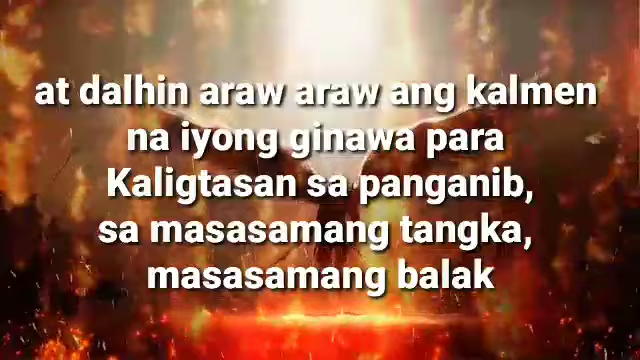 at dalhin araw araw ang kalmen
na iyong ginawa para
Kaligtasan sa panganib,
sa masasamang tangka,
masasamang balak